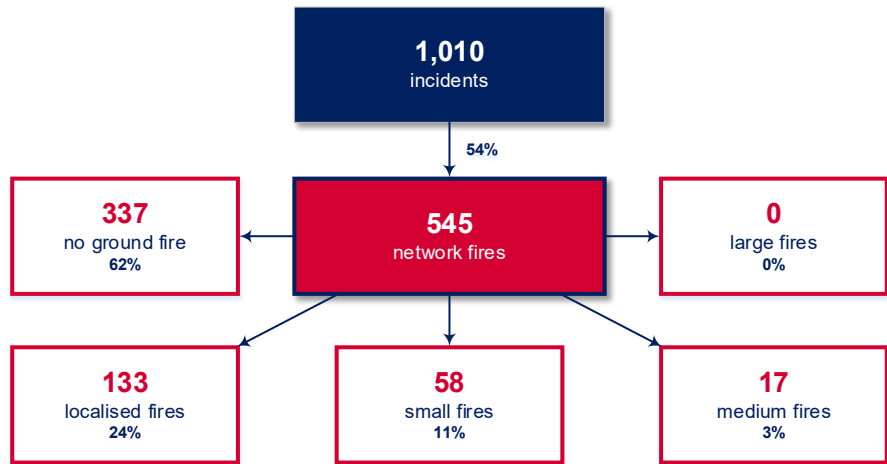 1,010
incidents
54%
337
no ground fire
62%
545
network fires
0
large fires
0%
133
localised fires
24%
58
small fires
11%
17
medium fires
3%